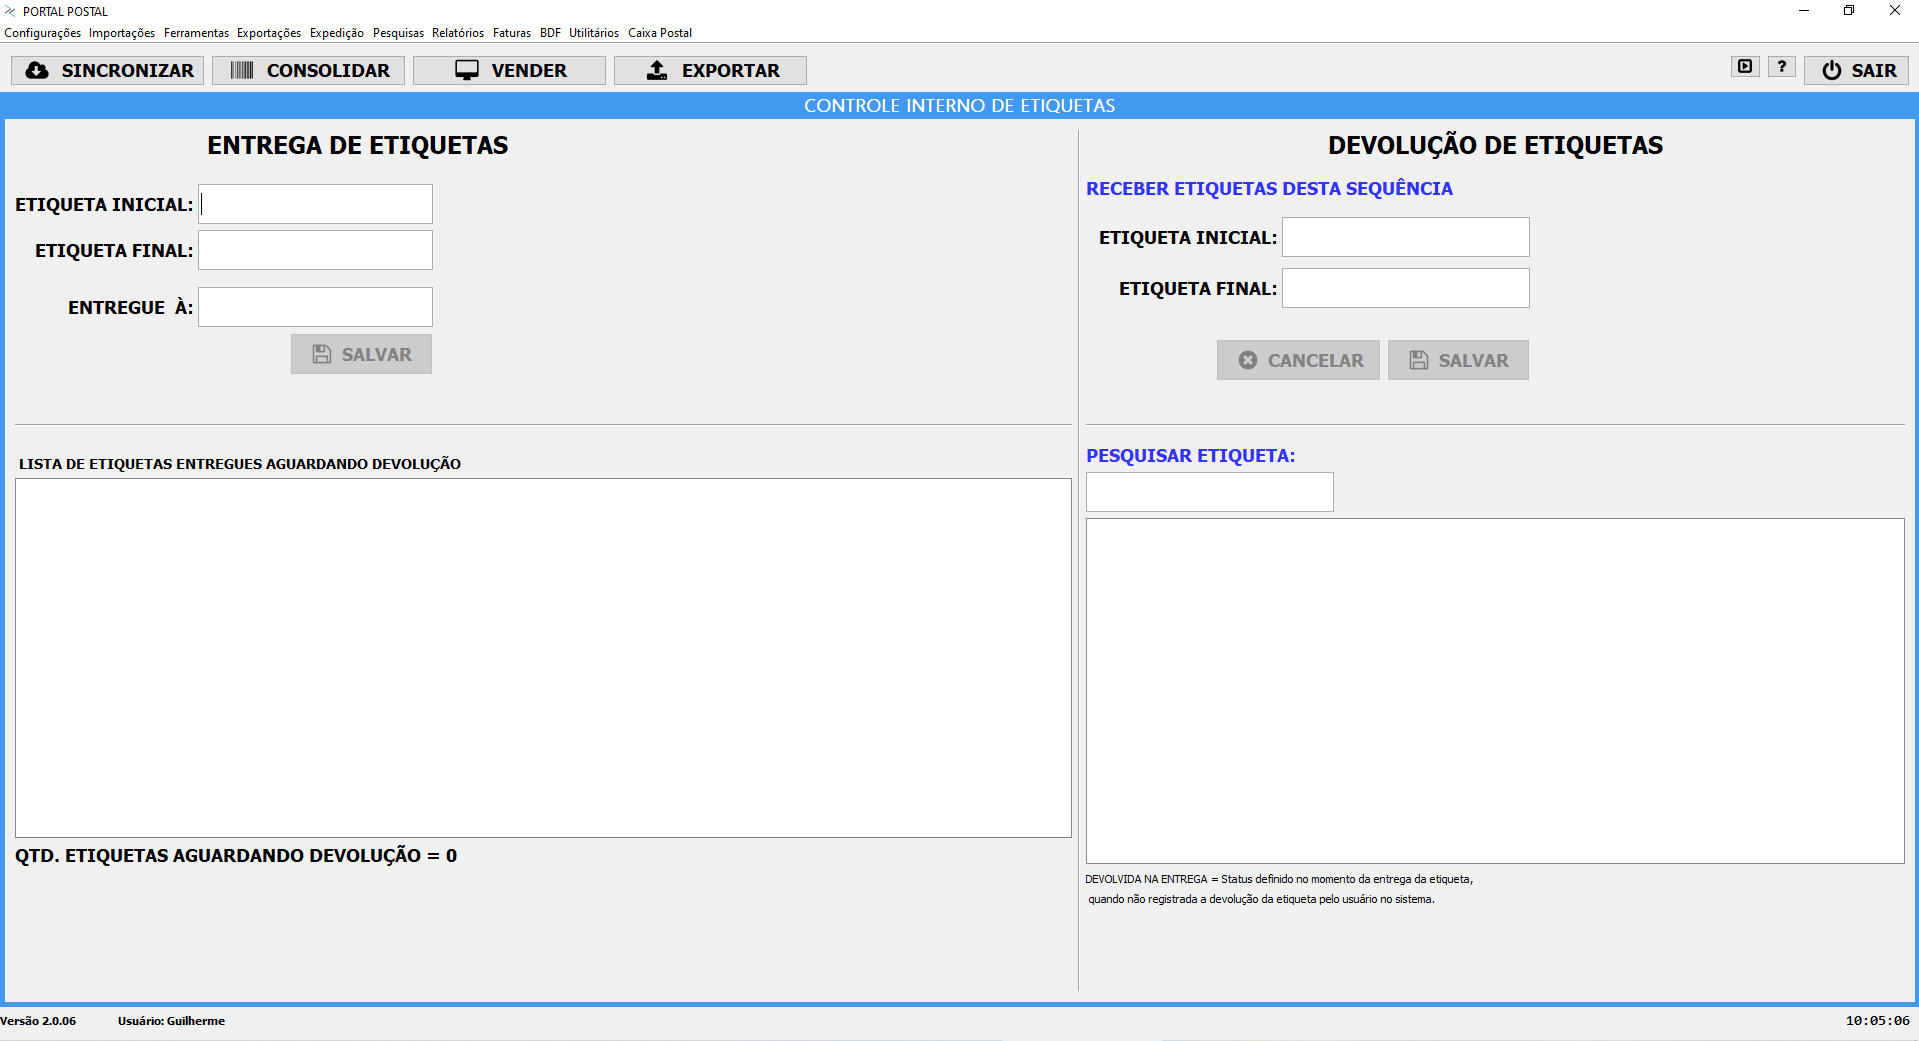 PORTAL POSTAL
Configurações Importações Ferramentas Exportações Expedição Pesquisas Relatórios Faturas BDF Utilitários Caixa Postal
SINCRONIZAR CONSOLIDAR VENDER EXPORTAR ? SAIR
CONTROLE INTERNO DE ETIQUETAS
ENTREGA DE ETIQUETAS
ETIQUETA INICIAL:
ETIQUETA FINAL:
ENTREGUE À:
SALVAR
LISTA DE ETIQUETAS ENTREGUES AGUARDANDO DEVOLUÇÃO
QTD. ETIQUETAS AGUARDANDO DEVOLUÇÃO = 0
DEVOLUÇÃO DE ETIQUETAS
RECEBER ETIQUETAS DESTA SEQUÊNCIA
ETIQUETA INICIAL:
ETIQUETA FINAL:
CANCELAR SALVAR
PESQUISAR ETIQUETA:
DEVOLVIDA NA ENTREGA = Status definido no momento da entrega da etiqueta,
quando não registrada a devolução da etiqueta pelo usuário no sistema.
Versão 2.0.06 Usuário: Guilherme 10:05:06